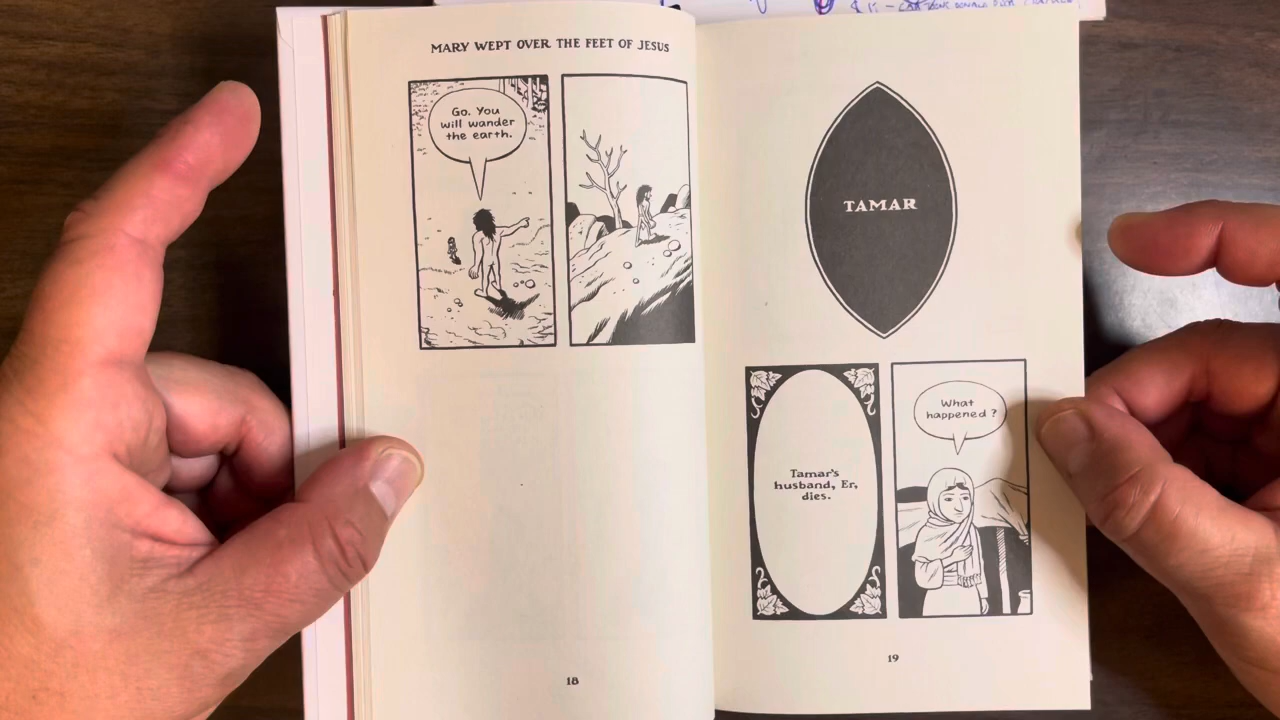 MARY WEPT OVER THE FEET OF JESUS
Go. You
will wander
the earth.
18
TAMAR
Tamar's
husband, Er,
dies.
What
happened?
19